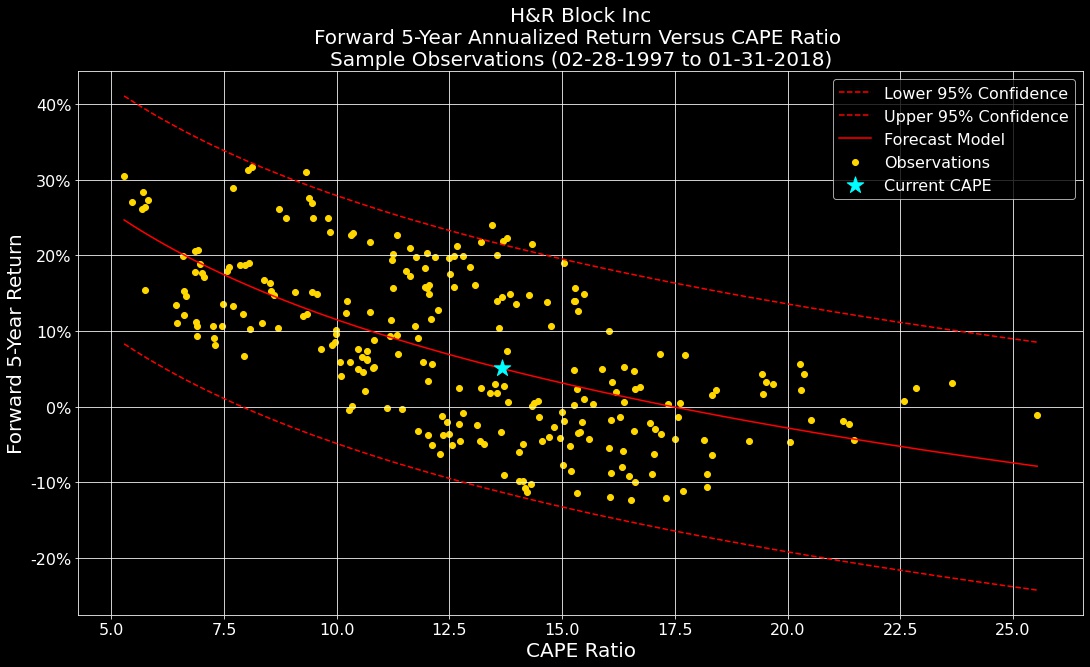 H&R Block Inc
Forward 5-Year Annualized Return Versus CAPE Ratio
Sample Observations (02-28-1997 to 01-31-2018)
Lower 95% Confidence
Upper 95% Confidence
Forecast Model
Observations
Current CAPE
Forward 5-Year Return
40%
30%
20%
10%
0%
-10%
-20%
5.0 7.5 10.0 12.5 15.0 17.5 20.0 22.5 25.0
CAPE Ratio